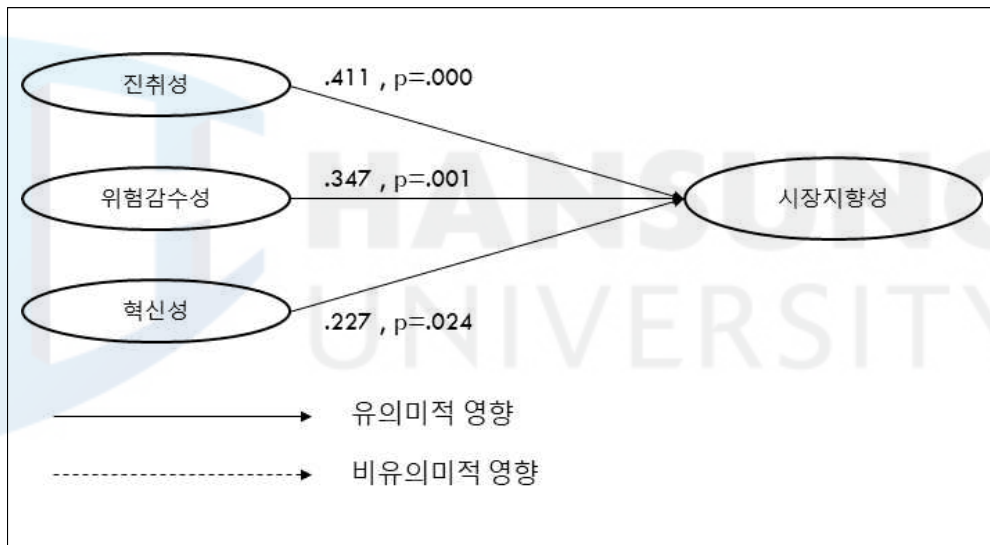 진취성
.411 , p=.000
위험감수성
.347 , p=.001
시장지향성
혁신성
.227 , p=.024
HANSUNG
UNIVERSITY
유의미적 영향
비유의미적 영향